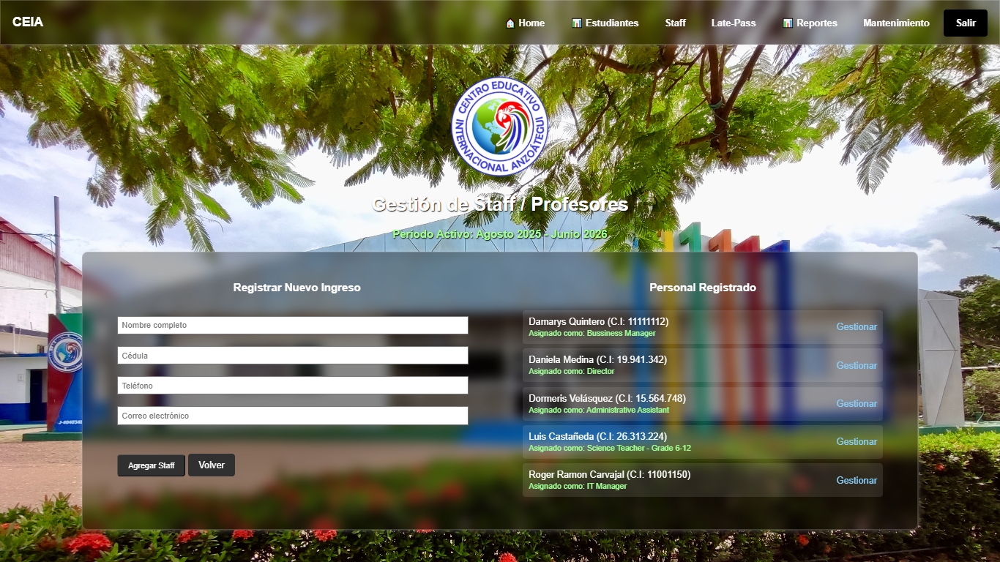 CEIA
Home
Estudiantes
Staff
Late-Pass
Reportes
Mantenimiento
Salir
CENTRO EDUCATIVO
INTERNACIONAL ANZOÁTEGUI
Gestión de Staff / Profesores
Periodo Activo: Agosto 2025 - Junio 2026
Registrar Nuevo Ingreso
Nombre completo
Cédula
Teléfono
Correo electrónico
Agregar Staff
Volver
Personal Registrado
Damarys Quintero (C.I: 11111112)
Asignado como: Bussiness Manager
Gestionar
Daniela Medina (C.I: 19.941.342)
Asignado como: Director
Gestionar
Dormeris Velásquez (C.I: 15.564.748)
Asignado como: Administrative Assistant
Gestionar
Luis Castañeda (C.I: 26.313.224)
Asignado como: Science Teacher - Grade 6-12
Gestionar
Roger Ramon Carvajal (C.I: 11001150)
Asignado como: IT Manager
Gestionar